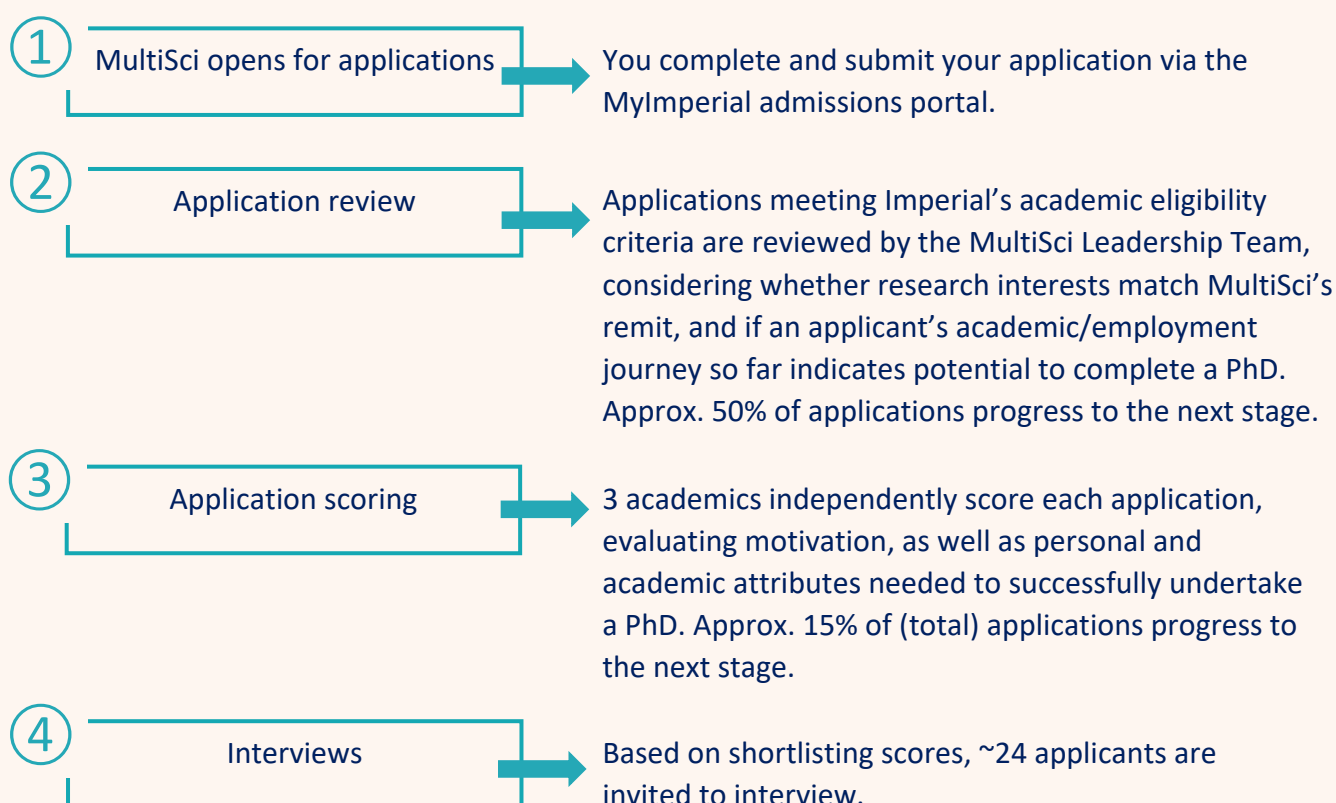 1
MultiSci opens for applications
You complete and submit your application via the
MyImperial admissions portal.
2
Application review
Applications meeting Imperial’s academic eligibility
criteria are reviewed by the MultiSci Leadership Team,
considering whether research interests match MultiSci’s
remit, and if an applicant’s academic/employment
journey so far indicates potential to complete a PhD.
Approx. 50% of applications progress to the next stage.
3
Application scoring
3 academics independently score each application,
evaluating motivation, as well as personal and
academic attributes needed to successfully undertake
a PhD. Approx. 15% of (total) applications progress to
the next stage.
4
Interviews
Based on shortlisting scores, ~24 applicants are
invited to interview.